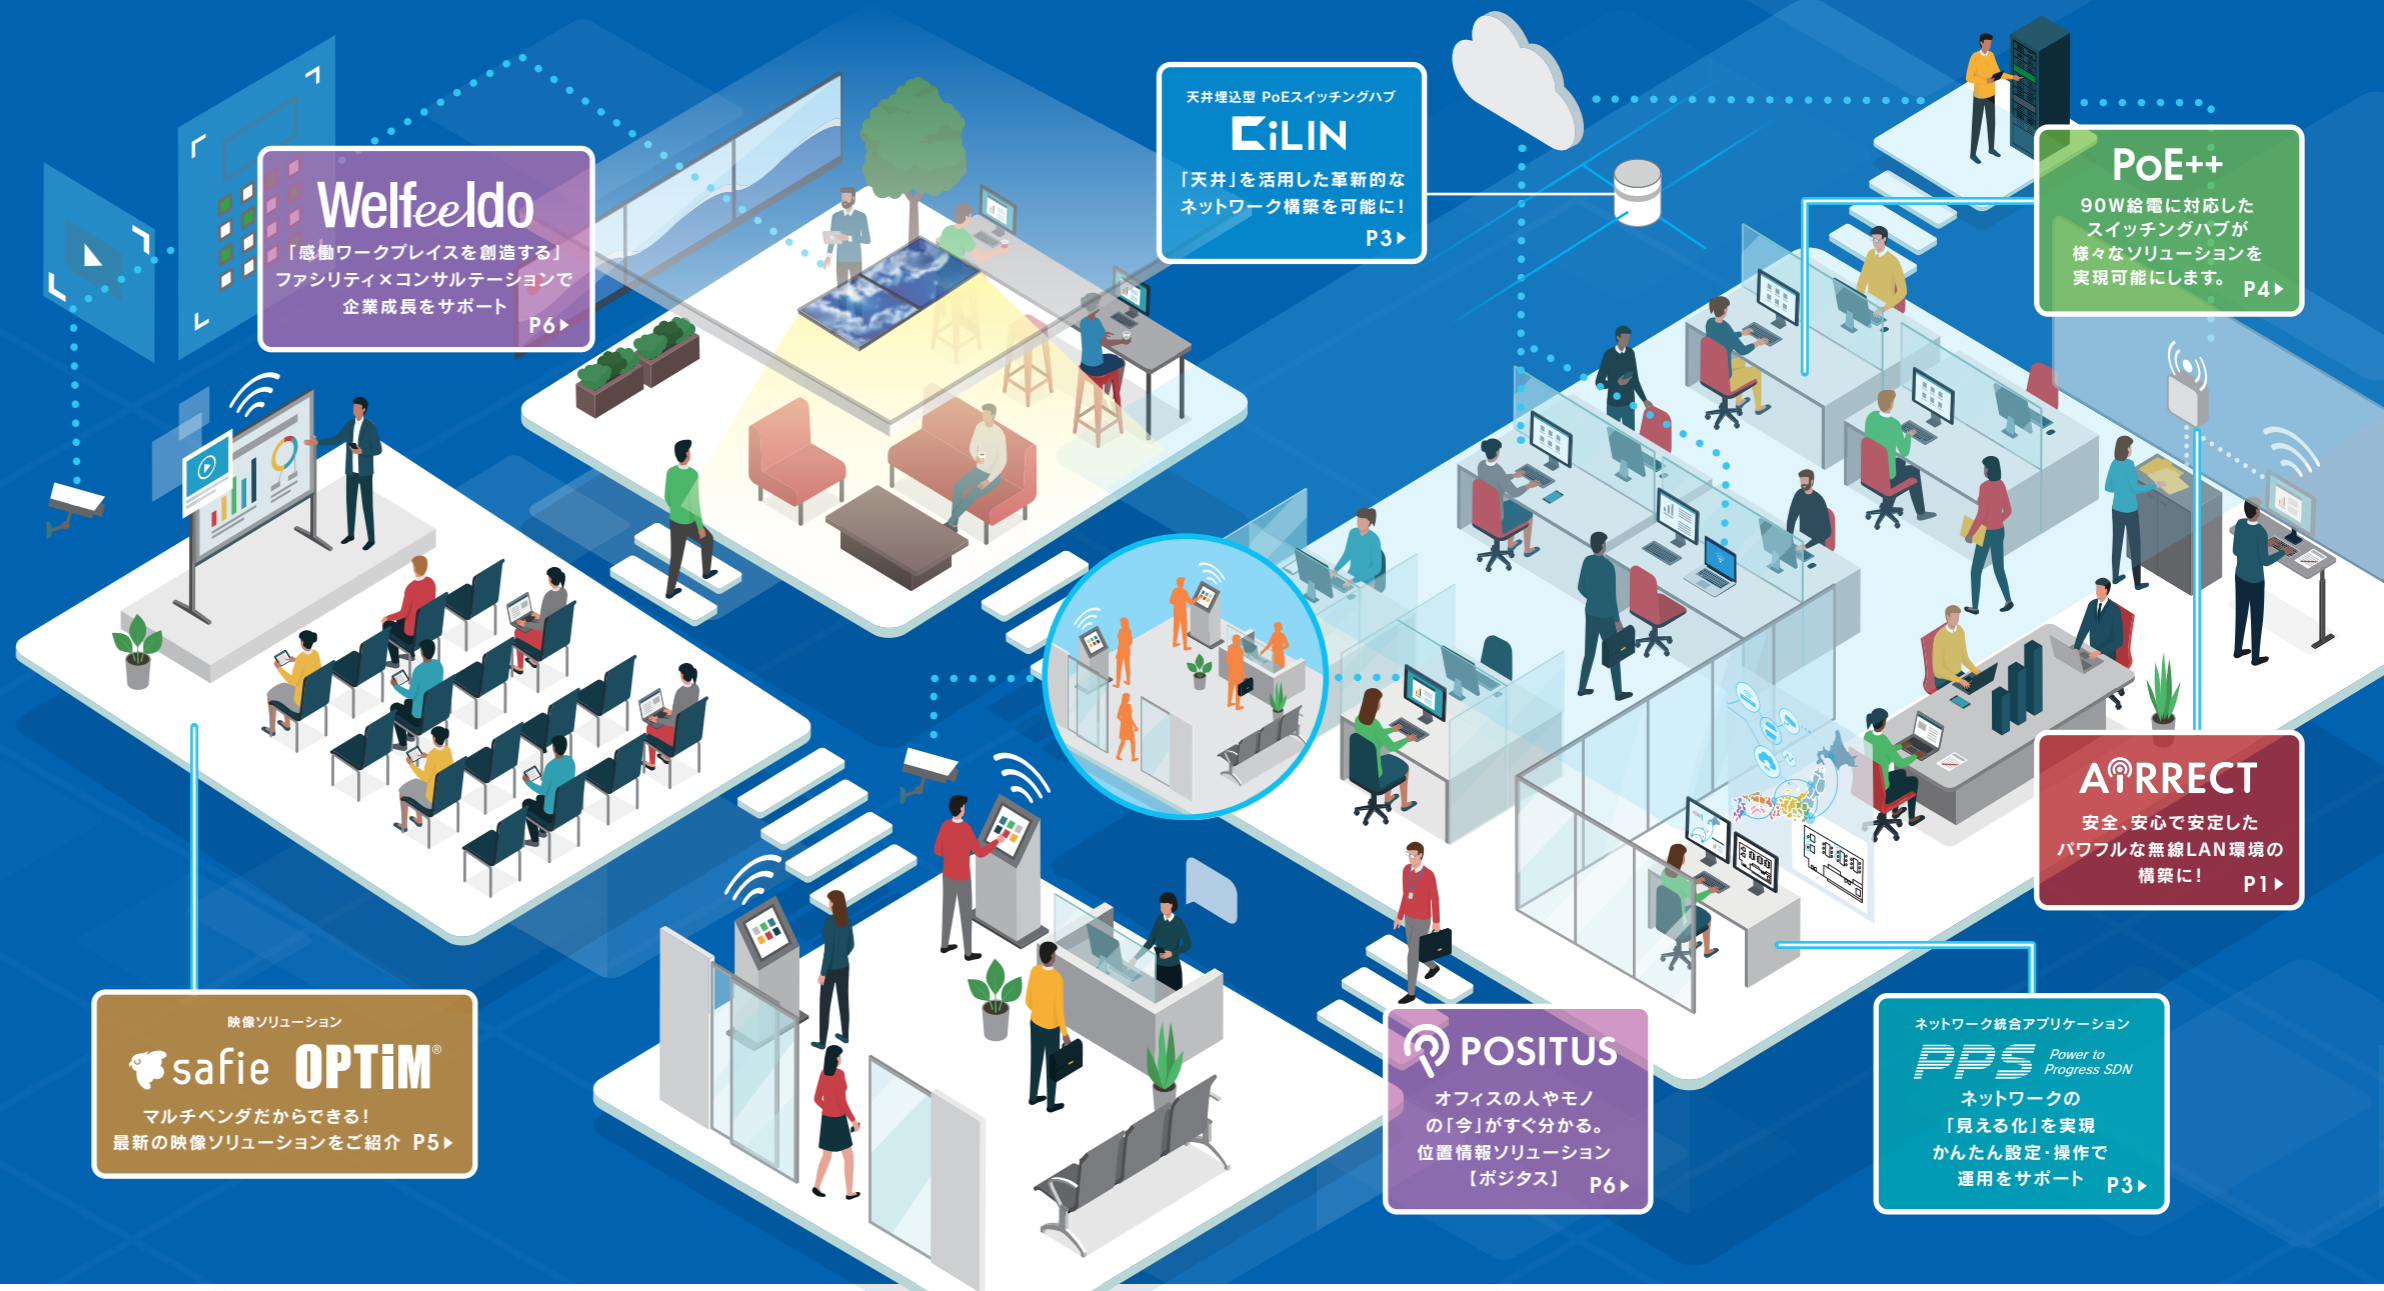 Welfeeldo
「感働ワークプレイスを創造する」
ファシリティ×コンサルテーションで
企業成長をサポート
P6
天井埋込型 PoEスイッチングハブ
CiLIN
「天井」を活用した革新的な
ネットワーク構築を可能に!
P3
PoE++
90W給電に対応した
スイッチングハブが
様々なソリューションを
実現可能にします。
P4
AiRRECT
安全、安心で安定した
パワフルな無線LAN環境の
構築に!
P1
映像ソリューション
safie OPTiM®
マルチベンダだからできる!
最新の映像ソリューションをご紹介 P5
POSITUS
オフィスの人やモノ
の「今」がすぐ分かる。
位置情報ソリューション
【ポジタス】
P6
ネットワーク統合アプリケーション
PPS Power to
Progress SDN
ネットワークの
「見える化」を実現
かんたん設定・操作で
運用をサポート
P3